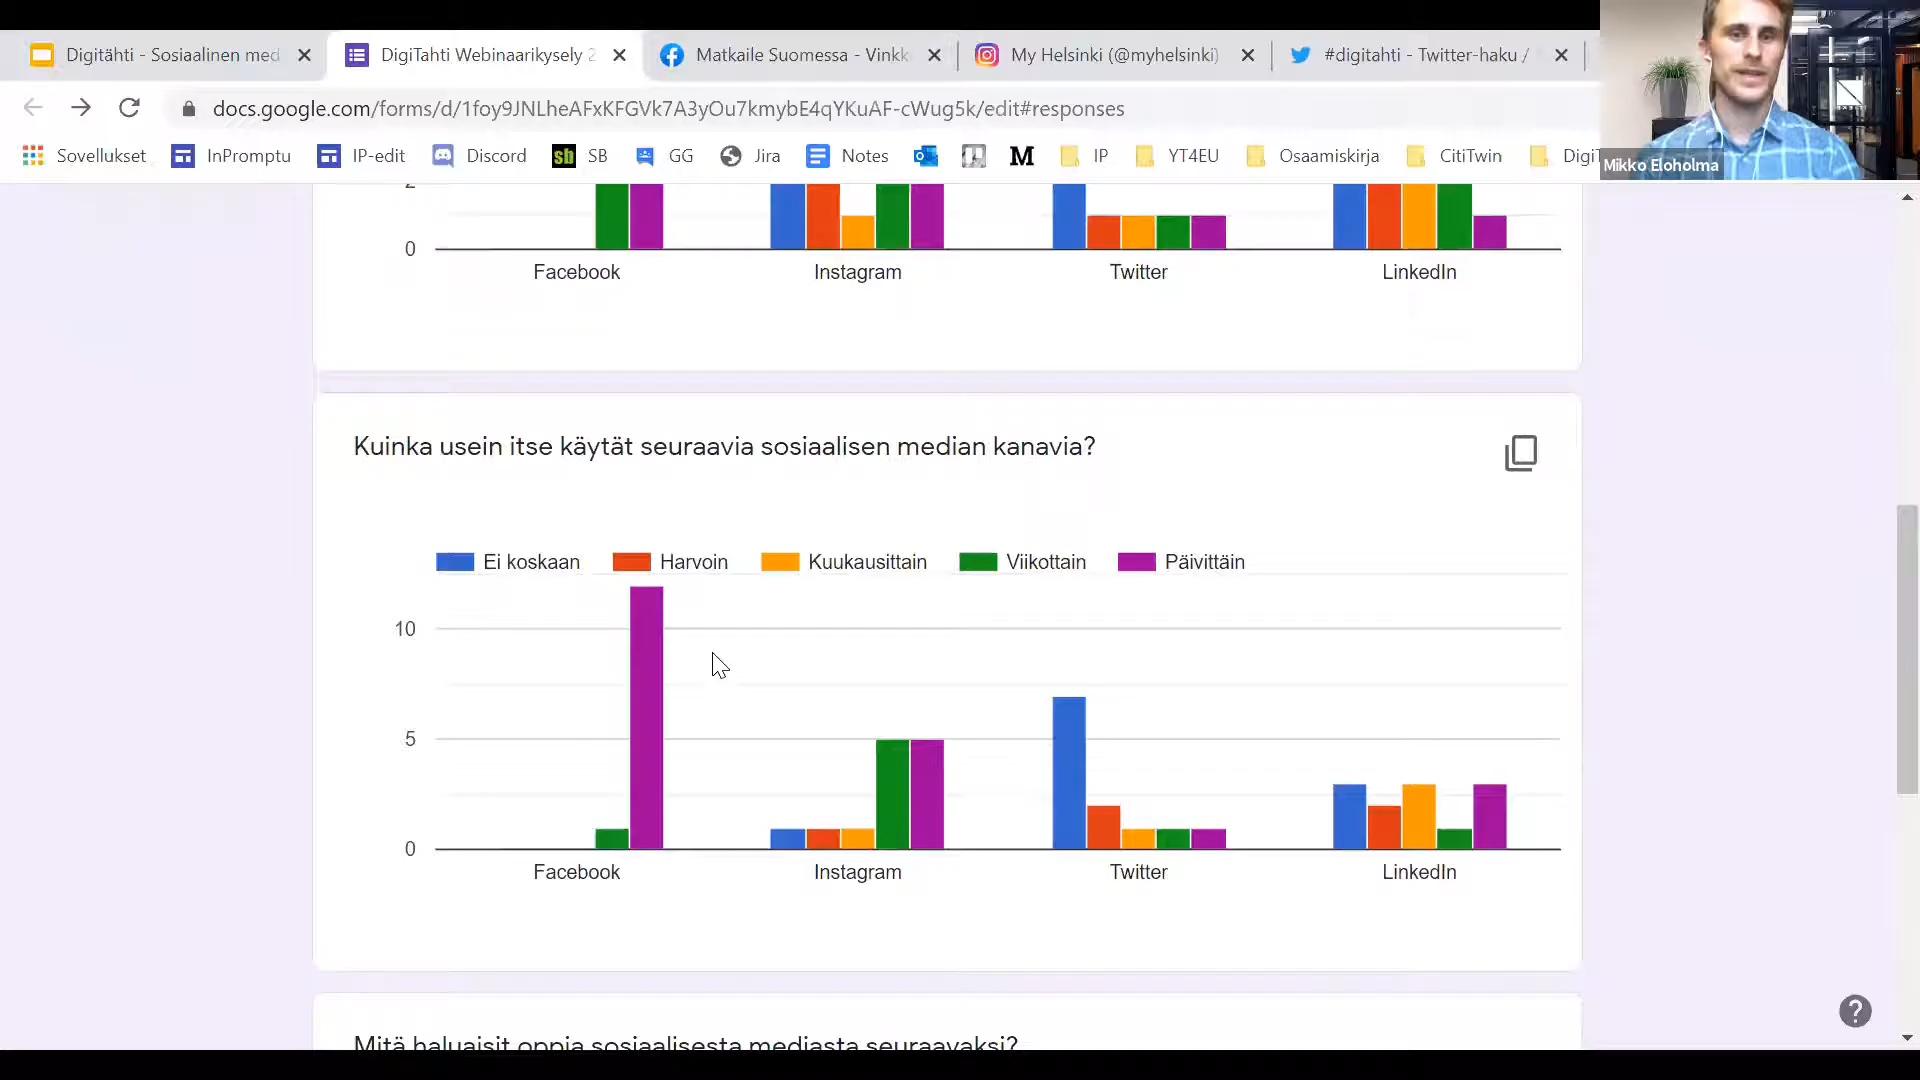 Digitähti - Sosiaalinen med
DigiTahti Webinaarikysely 2
Matkaile Suomessa - Vinkk
My Helsinki (@myhelsinki)
#digitahti - Twitter-haku /
docs.google.com/forms/d/1foy9JNLheAFxKFGVk7A3yOu7kmybE4qYKuAF-cWug5k/edit#responses
Sovellukset
InPromptu
IP-edit
Discord
sb SB
GG
Jira
Notes
M
IP
YT4EU
Osaamiskirja
CitiTwin
Digi
Mikko Eloholma
2
0
Facebook Instagram Twitter LinkedIn
Kuinka usein itse käytät seuraavia sosiaalisen median kanavia?
Ei koskaan Harvoin Kuukausittain Viikottain Päivittäin
10
5
0
Facebook Instagram Twitter LinkedIn
Mitä haluaisit oppia sosiaalisesta mediasta seuraavaksi?